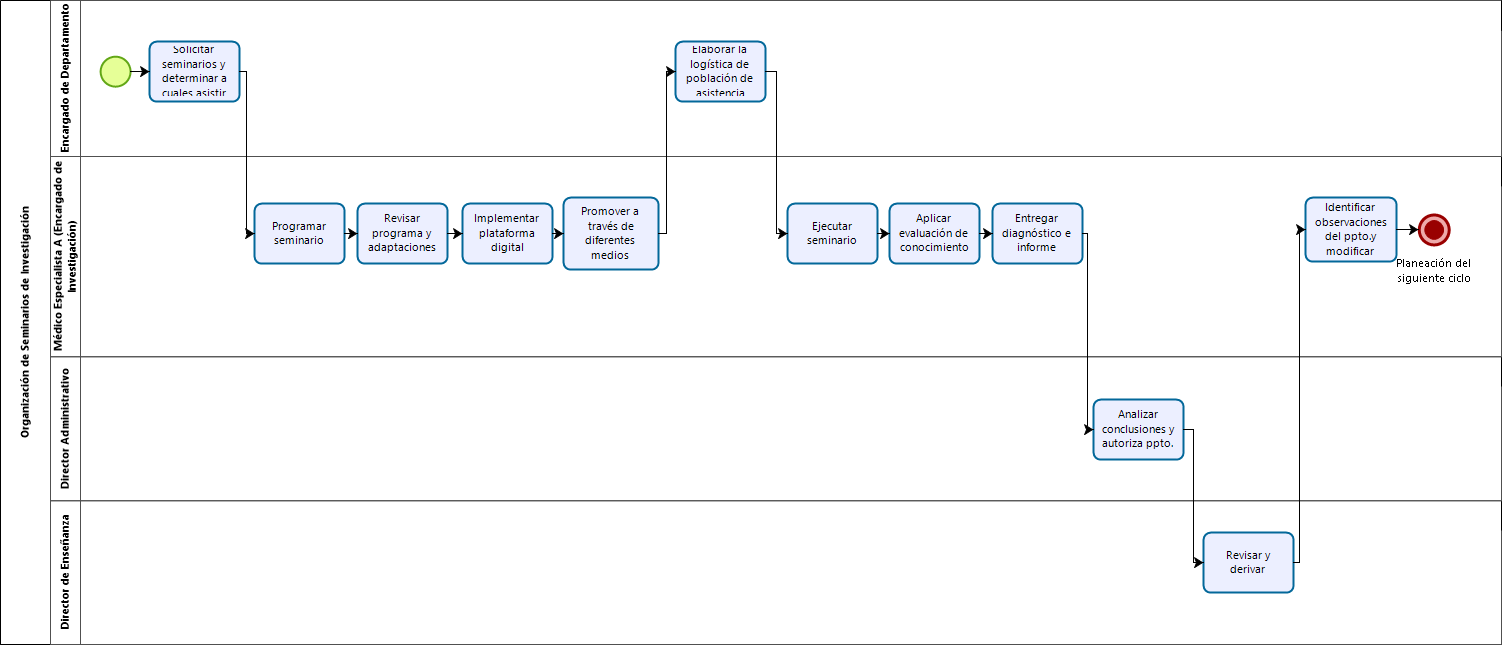 Organización de Seminarios de Investigación
Encargado de Departamento
Solicitar
seminarios y
determinar a
cuales asistir
Elaborar la
logística de
población de
asistencia
Médico Especialista A (Encargado de
Investigación)
Programar
seminario
Revisar
programa y
adaptaciones
Implementar
plataforma
digital
Promover a
través de
diferentes
medios
Ejecutar
seminario
Aplicar
evaluación de
conocimiento
Entregar
diagnóstico e
informe
Identificar
observaciones
del ppto.y
modificar
Planeación del
siguiente ciclo
Director Administrativo
Analizar
conclusiones y
autoriza ppto.
Director de Enseñanza
Revisar y
derivar